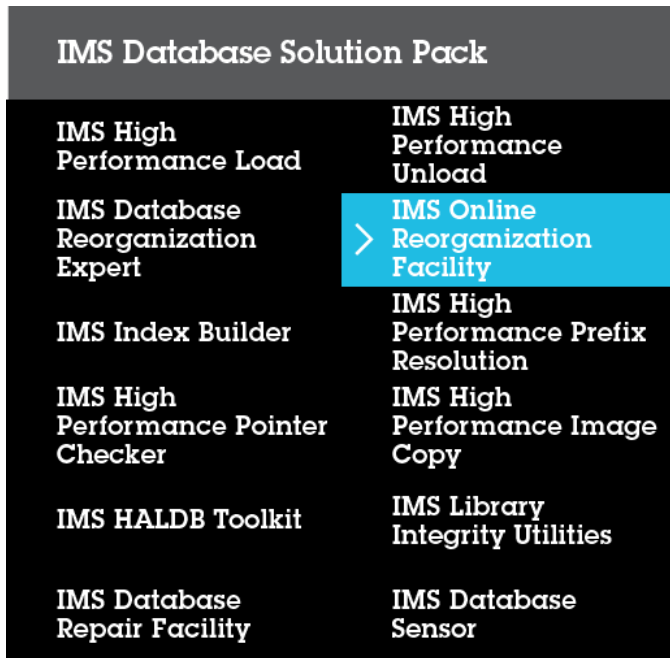 IMS Database Solution Pack
IMS High
Performance Load
IMS High
Performance
Unload
IMS Database
Reorganization
Expert
IMS Online
Reorganization
Facility
IMS Index Builder
IMS High
Performance Prefix
Resolution
IMS High
Performance Pointer
Checker
IMS High
Performance Image
Copy
IMS HALDB Toolkit
IMS Library
Integrity Utilities
IMS Database
Repair Facility
IMS Database
Sensor